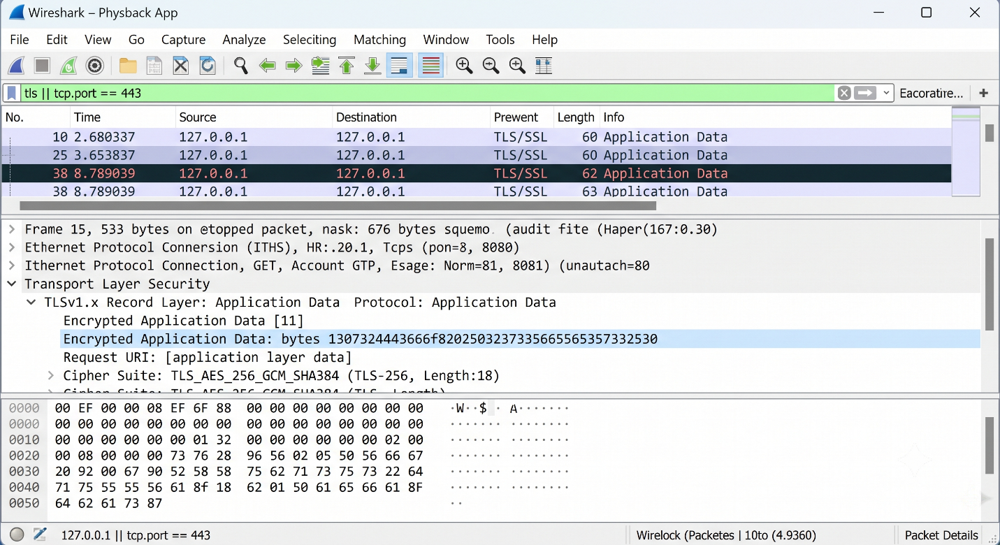 Wireshark – Physback App
File Edit View Go Capture Analyze Seleciting Matching Window Tools Help
tls || tcp.port == 443 Eacoratire... +
No. Time Source Destination Prewent Length Info
10 2.680337 127.0.0.1 127.0.0.1 TLS/SSL 60 Application Data
25 3.653837 127.0.0.1 127.0.0.1 TLS/SSL 60 Application Data
38 8.789039 127.0.0.1 127.0.0.1 TLS/SSL 62 Application Data
38 8.789039 127.0.0.1 127.0.0.1 TLS/SSL 63 Application Data
Frame 15, 533 bytes on etopped packet, nask: 676 bytes squemo. (audit fite (Haper(167:0.30)
Ethernet Protocol Connersion (ITHS), HR:.20.1, Tcps (pon=8, 8080)
Ithernet Protocol Connection, GET, Account GTP, Esage: Norm=81, 8081) (unautach=80
Transport Layer Security
TLSv1.x Record Layer: Application Data Protocol: Application Data
Encrypted Application Data [11]
Encrypted Application Data: bytes 1307324443666f8202503237335665565357332530
Request URI: [application layer data]
Cipher Suite: TLS_AES_256_GCM_SHA384 (TLS-256, Length:18)
0000 00 EF 00 00 08 EF 6F 88 00 00 00 00 00 00 00 00 ·W··$ · A·······
0000 00 00 00 00 00 00 00 00 00 00 00 00 00 00 00 00 ······· ········
0010 00 00 00 00 00 00 01 32 00 00 00 00 00 00 02 00 ······· ········
0020 00 08 00 00 00 73 76 28 96 56 02 05 50 56 66 67 ······· ········
0030 20 92 00 67 90 52 58 58 75 62 71 73 75 73 22 64 ······· ········
0040 71 75 55 55 56 61 8f 18 62 01 50 61 65 66 61 8F ······· ········
0050 64 62 61 73 87 ··
127.0.0.1 || tcp.port == 443 Wirelock (Packetes | 10to (4.9360) Packet Details